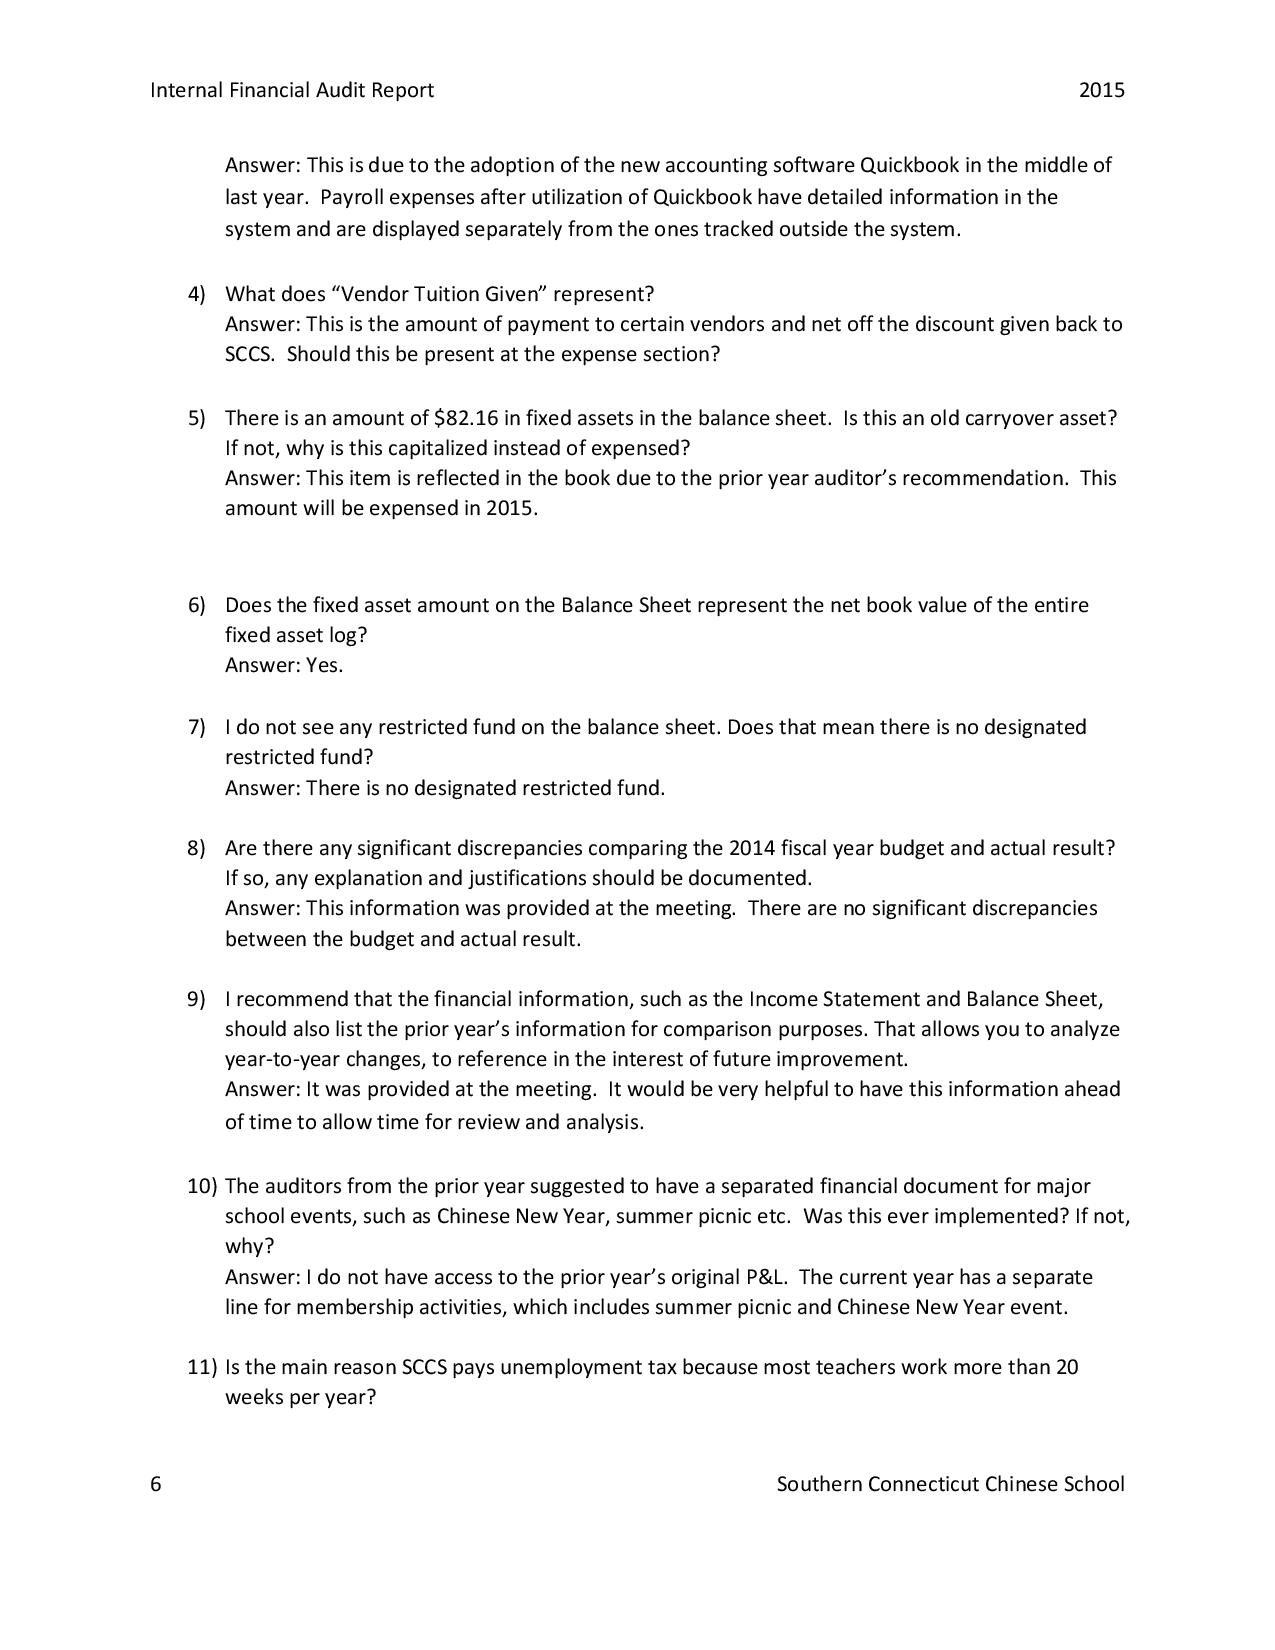 Internal Financial Audit Report 2015
Answer: This is due to the adoption of the new accounting software Quickbook in the middle of
last year.  Payroll expenses after utilization of Quickbook have detailed information in the
system and are displayed separately from the ones tracked outside the system.
4) What does “Vendor Tuition Given” represent?
Answer: This is the amount of payment to certain vendors and net off the discount given back to
SCCS.  Should this be present at the expense section?
5) There is an amount of $82.16 in fixed assets in the balance sheet.  Is this an old carryover asset?
If not, why is this capitalized instead of expensed?
Answer: This item is reflected in the book due to the prior year auditor’s recommendation.  This
amount will be expensed in 2015.
6) Does the fixed asset amount on the Balance Sheet represent the net book value of the entire
fixed asset log?
Answer: Yes.
7) I do not see any restricted fund on the balance sheet. Does that mean there is no designated
restricted fund?
Answer: There is no designated restricted fund.
8) Are there any significant discrepancies comparing the 2014 fiscal year budget and actual result?
If so, any explanation and justifications should be documented.
Answer: This information was provided at the meeting.  There are no significant discrepancies
between the budget and actual result.
9) I recommend that the financial information, such as the Income Statement and Balance Sheet,
should also list the prior year’s information for comparison purposes. That allows you to analyze
year-to-year changes, to reference in the interest of future improvement.
Answer: It was provided at the meeting.  It would be very helpful to have this information ahead
of time to allow time for review and analysis.
10) The auditors from the prior year suggested to have a separated financial document for major
school events, such as Chinese New Year, summer picnic etc.  Was this ever implemented? If not,
why?
Answer: I do not have access to the prior year’s original P&L.  The current year has a separate
line for membership activities, which includes summer picnic and Chinese New Year event.
11) Is the main reason SCCS pays unemployment tax because most teachers work more than 20
weeks per year?
6 Southern Connecticut Chinese School